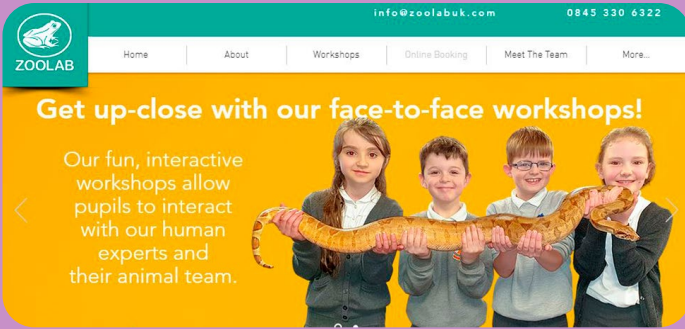 info@zoolabuk.com
0845 330 6322
ZOOLAB
Home
About
Workshops
Online Booking
Meet The Team
More...
Get up-close with our face-to-face workshops!
Our fun, interactive
workshops allow
pupils to interact
with our human
experts and
their animal team.